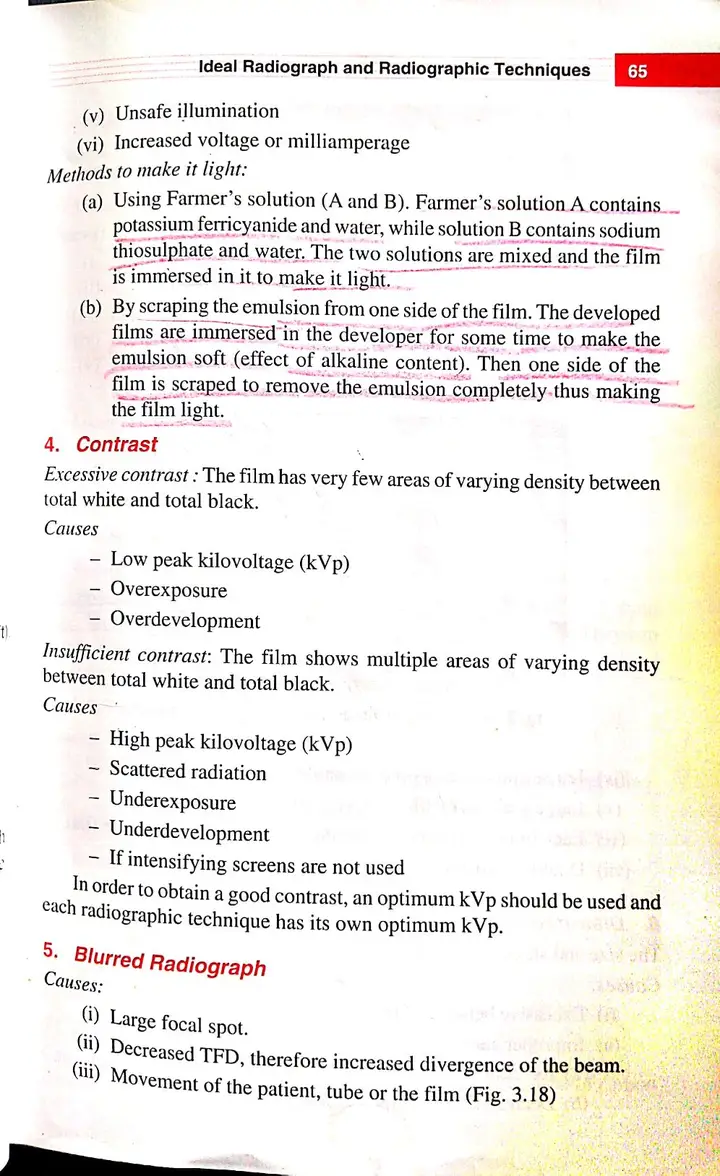 Ideal Radiograph and Radiographic Techniques 65
(v) Unsafe illumination
(vi) Increased voltage or milliamperage
Methods to make it light:
(a) Using Farmer's solution (A and B). Farmer's solution A contains
potassium ferricyanide and water, while solution B contains sodium
thiosulphate and water. The two solutions are mixed and the film
is immersed in it to make it light.
(b) By scraping the emulsion from one side of the film. The developed
films are immersed in the developer for some time to make the
emulsion soft (effect of alkaline content). Then one side of the
film is scraped to remove the emulsion completely thus making
the film light.
4. Contrast
Excessive contrast : The film has very few areas of varying density between
total white and total black.
Causes
– Low peak kilovoltage (kVp)
– Overexposure
– Overdevelopment
Insufficient contrast: The film shows multiple areas of varying density
between total white and total black.
Causes
– High peak kilovoltage (kVp)
– Scattered radiation
– Underexposure
– Underdevelopment
– If intensifying screens are not used
In order to obtain a good contrast, an optimum kVp should be used and
each radiographic technique has its own optimum kVp.
5. Blurred Radiograph
Causes:
(i) Large focal spot.
(ii) Decreased TFD, therefore increased divergence of the beam.
(iii) Movement of the patient, tube or the film (Fig. 3.18)